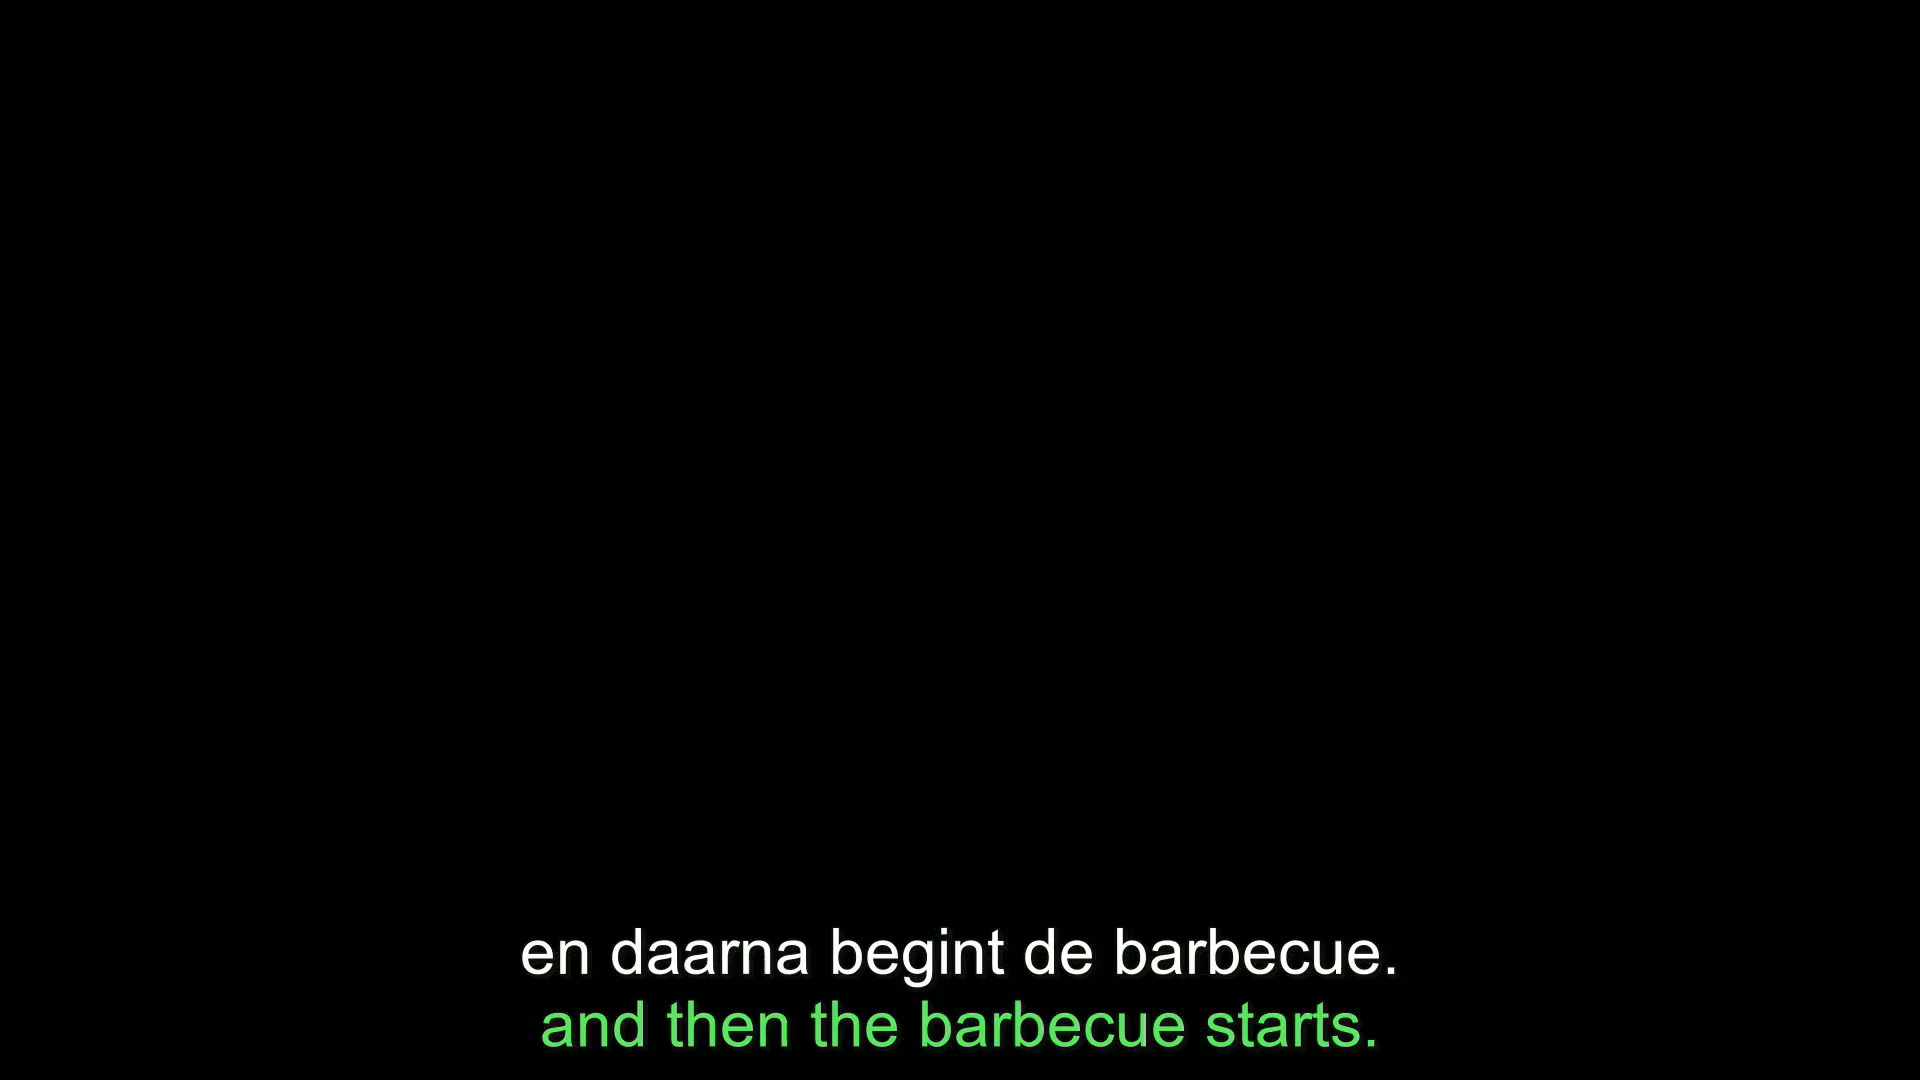 en daarna begint de barbecue.
and then the barbecue starts.